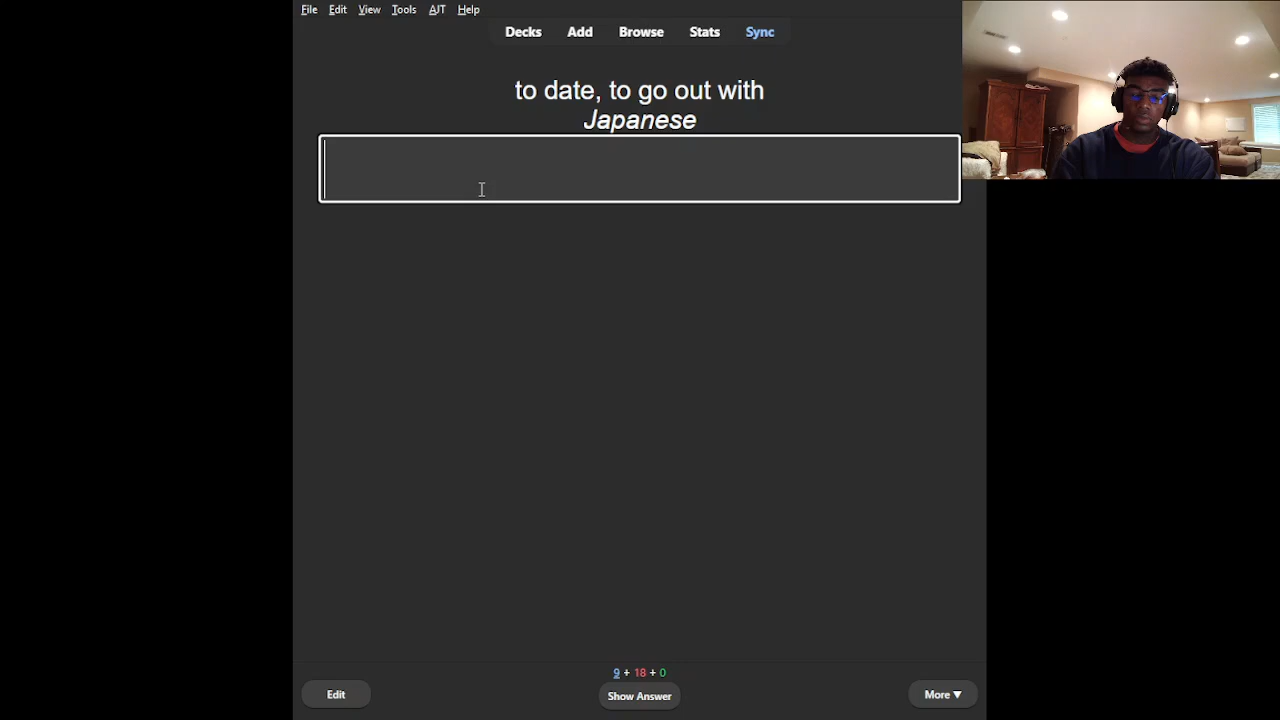 File Edit View Tools AJT Help
Decks Add Browse Stats Sync
to date, to go out with
Japanese
9 + 18 + 0
Edit Show Answer More ▼